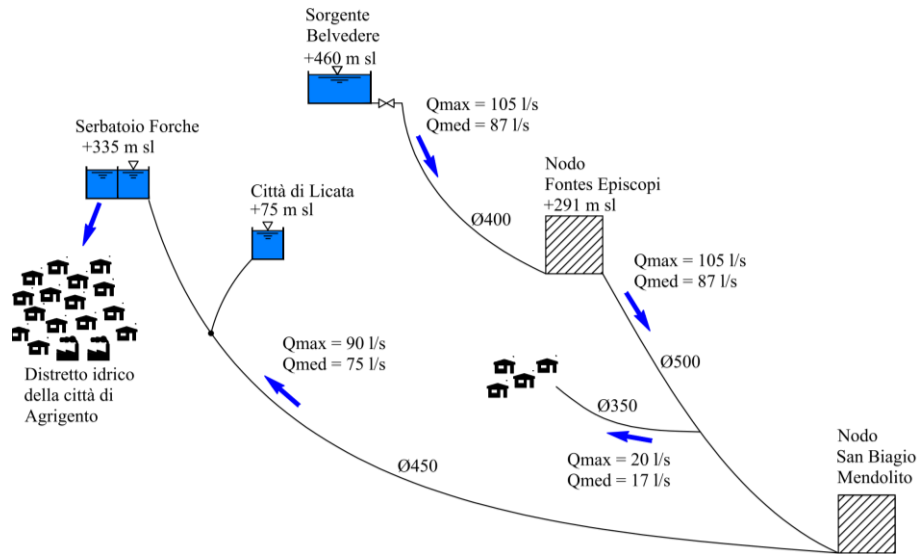 Sorgente
Belvedere
+460 m sl
Qmax = 105 l/s
Qmed = 87 l/s
Serbatoio Forche
+335 m sl
Nodo
Fontes Episcopi
+291 m sl
Città di Licata
+75 m sl
Ø400
Qmax = 105 l/s
Qmed = 87 l/s
Qmax = 90 l/s
Qmed = 75 l/s
Ø500
Distretto idrico
della città di
Agrigento
Ø350
Nodo
San Biagio
Mendolito
Qmax = 20 l/s
Qmed = 17 l/s
Ø450